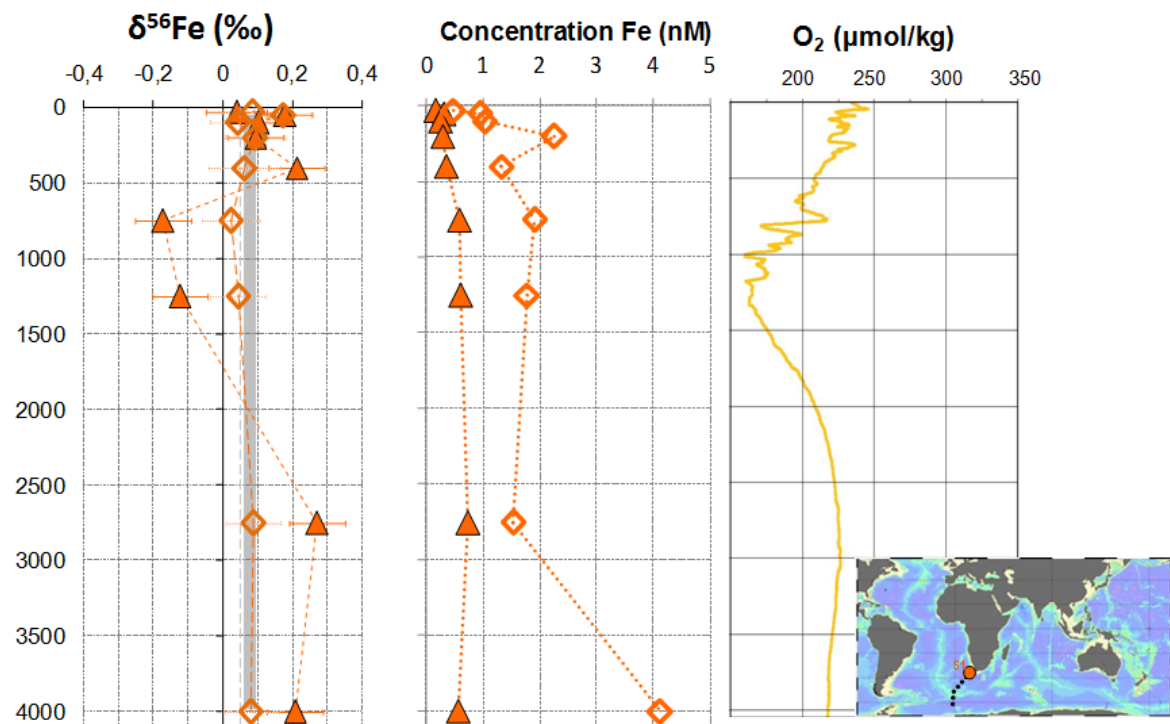 δ⁵⁶Fe (‰)
-0,4 -0,2 0 0,2 0,4
Concentration Fe (nM)
0 1 2 3 4 5
O₂ (µmol/kg)
200 250 300 350
0
500
1000
1500
2000
2500
3000
3500
4000
S1